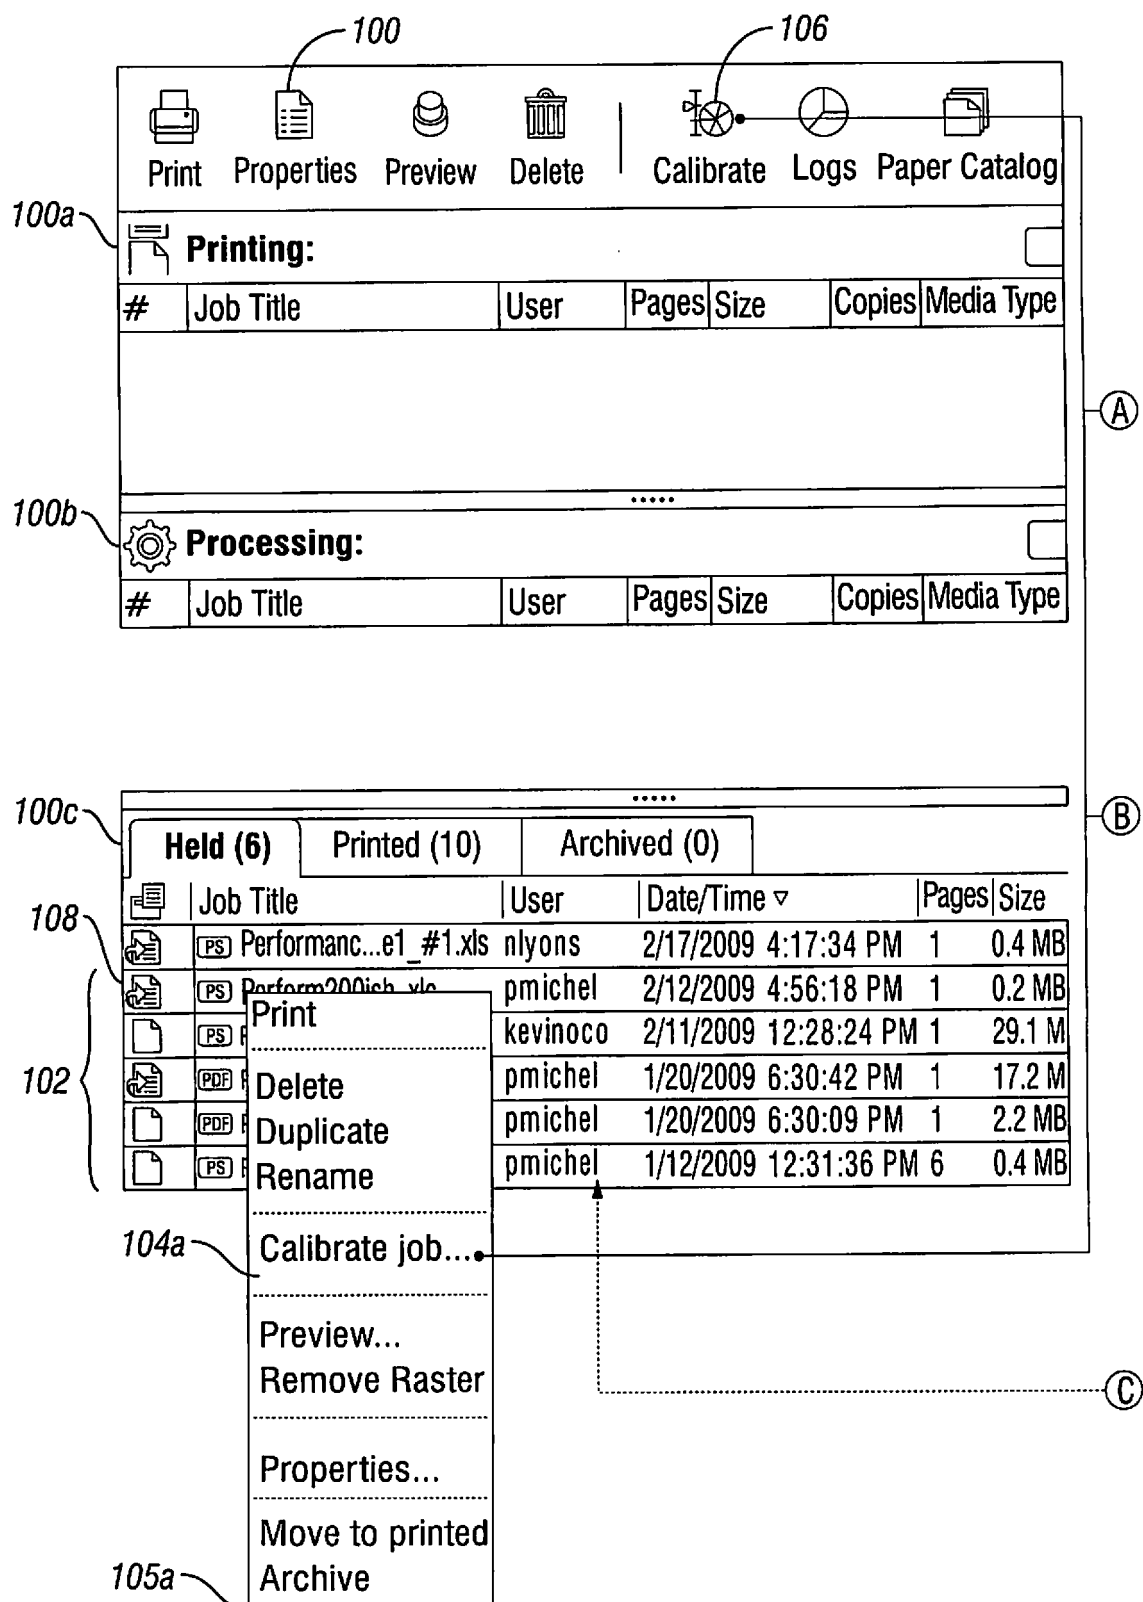 100 106
Print Properties Preview Delete Calibrate Logs Paper Catalog
100a
Printing:
# Job Title User Pages Size Copies Media Type
A
100b
Processing:
# Job Title User Pages Size Copies Media Type
100c
B
Held (6) Printed (10) Archived (0)
Job Title User Date/Time Pages Size
108
PS Performanc...e1_#1.xls nlyons 2/17/2009 4:17:34 PM 1 0.4 MB
PS pmichel 2/12/2009 4:56:18 PM 1 0.2 MB
PS kevinoco 2/11/2009 12:28:24 PM 1 29.1 M
102
PDF pmichel 1/20/2009 6:30:42 PM 1 17.2 M
PDF pmichel 1/20/2009 6:30:09 PM 1 2.2 MB
PS pmichel 1/12/2009 12:31:36 PM 6 0.4 MB
Print
Delete
Duplicate
Rename
104a
Calibrate job...
Preview...
Remove Raster
C
Properties...
Move to printed
105a
Archive